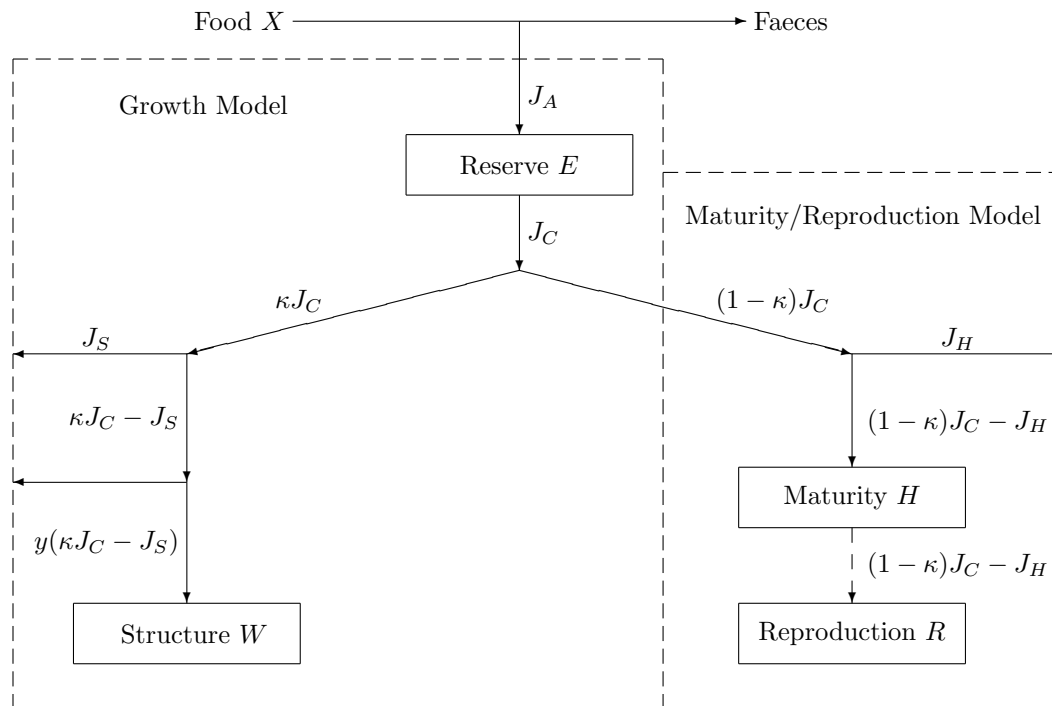 Food X
Faeces
Growth Model
J_A
Reserve E
Maturity/Reproduction Model
J_C
κJ_C
(1 − κ)J_C
J_S
J_H
κJ_C − J_S
(1 − κ)J_C − J_H
Maturity H
y(κJ_C − J_S)
(1 − κ)J_C − J_H
Structure W
Reproduction R